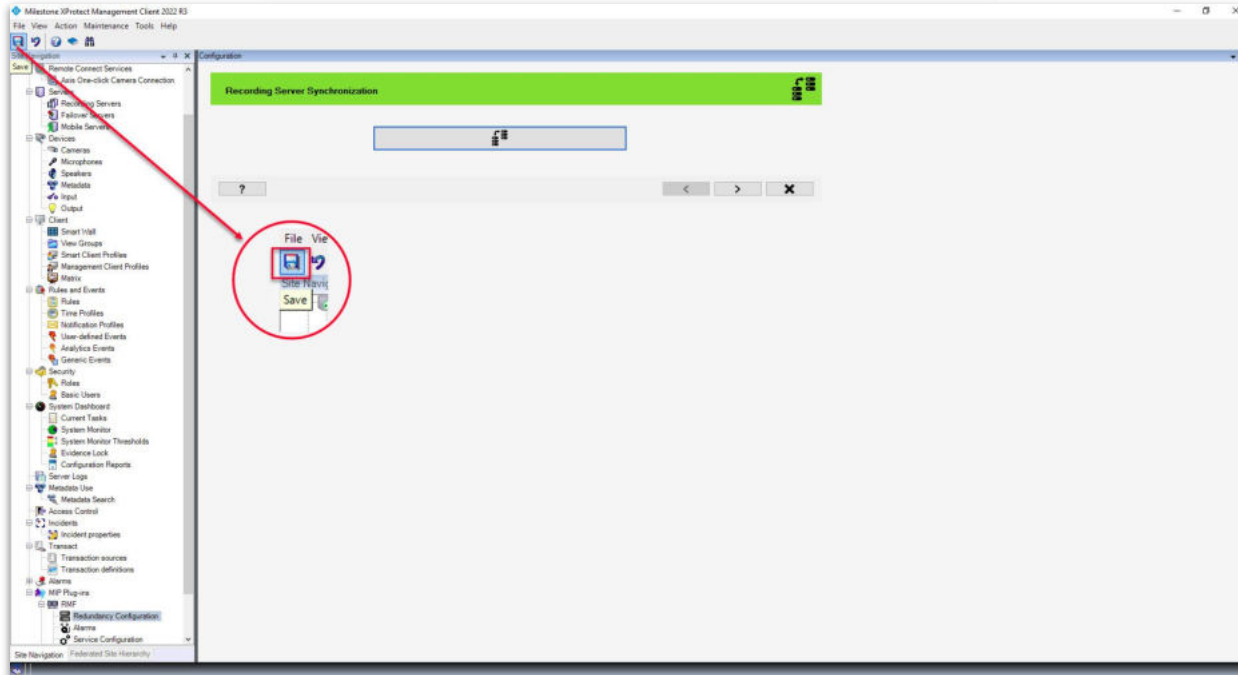 Milestone XProtect Management Client 2022 R3
File View Action Maintenance Tools Help
Site Navigation
Configuration
Save
Remote Connect Services
Axis One-click Camera Connection
Servers
Recording Servers
Failover Servers
Mobile Servers
Devices
Cameras
Microphones
Speakers
Metadata
Input
Output
Client
Smart Wall
View Groups
Smart Client Profiles
Management Client Profiles
Matrix
Rules and Events
Rules
Time Profiles
Notification Profiles
User-defined Events
Analytics Events
Generic Events
Security
Roles
Basic Users
System Dashboard
Current Tasks
System Monitor
System Monitor Thresholds
Evidence Lock
Configuration Reports
Server Logs
Metadata Use
Metadata Search
Access Control
Incidents
Incident properties
Transact
Transaction sources
Transaction definitions
Alarms
MIP Plug-ins
RMF
Redundancy Configuration
Alarms
Service Configuration
Site Navigation Federated Site Hierarchy
Recording Server Synchronization
? < > X
File Vie
Site Navig
Save